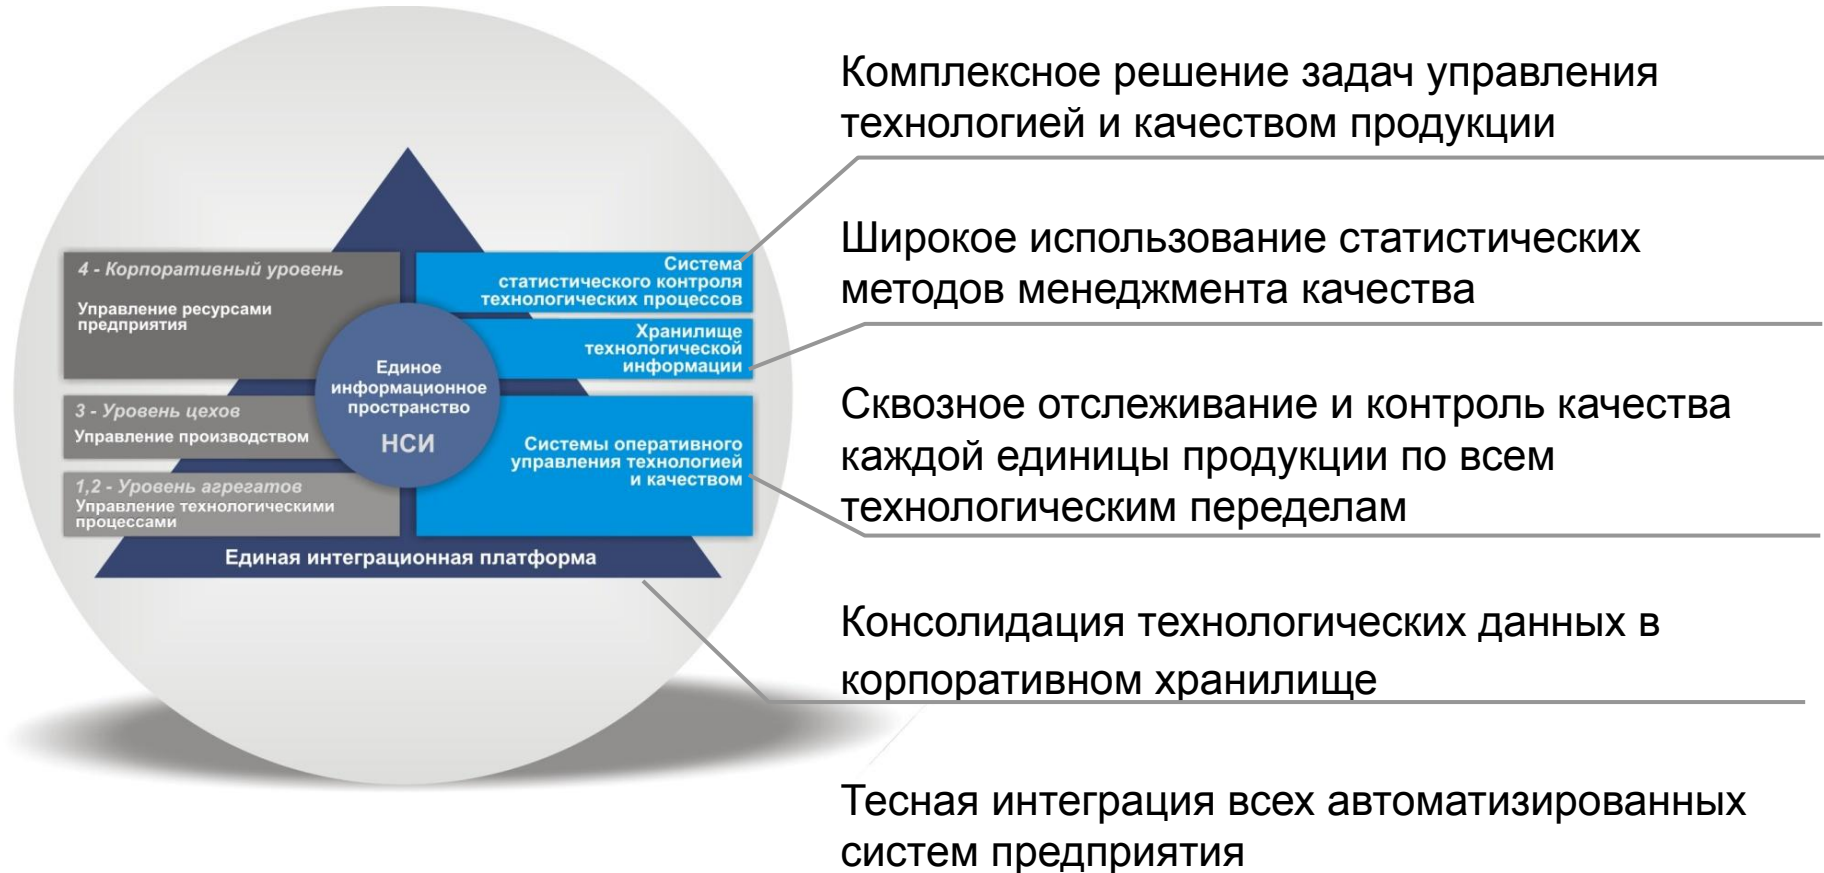 Комплексное решение задач управления
технологией и качеством продукции
Широкое использование статистических
методов менеджмента качества
Сквозное отслеживание и контроль качества
каждой единицы продукции по всем
технологическим переделам
Консолидация технологических данных в
корпоративном хранилище
Тесная интеграция всех автоматизированных
систем предприятия
4 - Корпоративный уровень
Управление ресурсами
предприятия
3 - Уровень цехов
Управление производством
1,2 - Уровень агрегатов
Управление технологическими
процессами
Единое
информационное
пространство
НСИ
Система
статистического контроля
технологических процессов
Хранилище
технологической
информации
Системы оперативного
управления технологией
и качеством
Единая интеграционная платформа